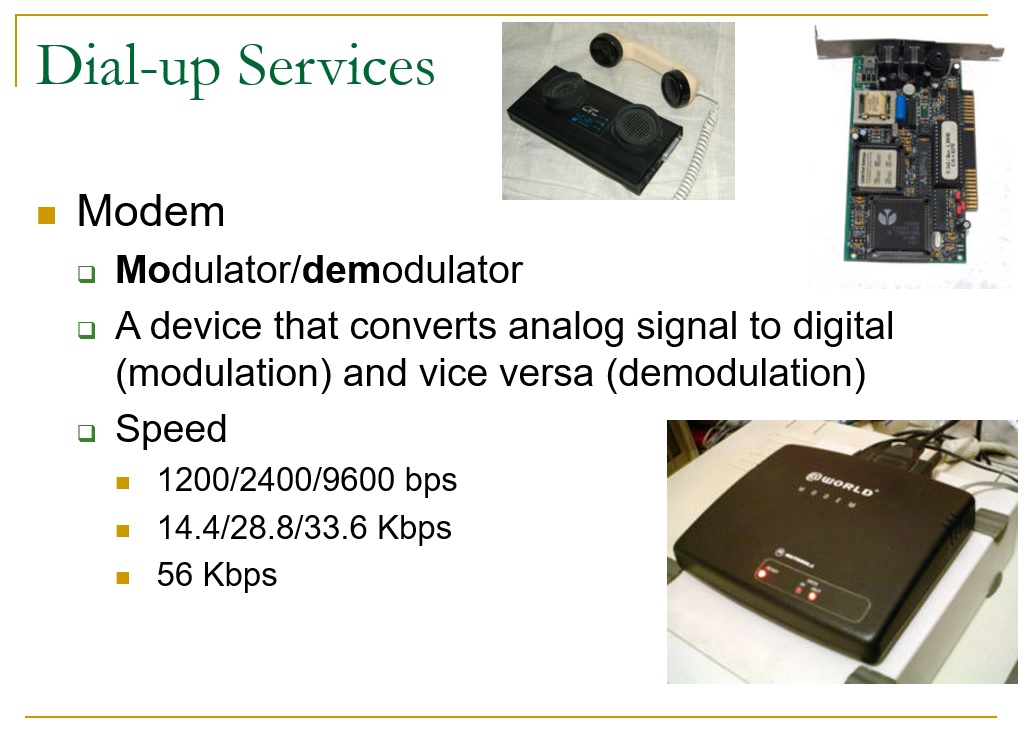 Dial-up Services
Modem
Modulator/demodulator
A device that converts analog signal to digital
(modulation) and vice versa (demodulation)
Speed
1200/2400/9600 bps
14.4/28.8/33.6 Kbps
56 Kbps
@WORLD
MODEM
MOTOROLA